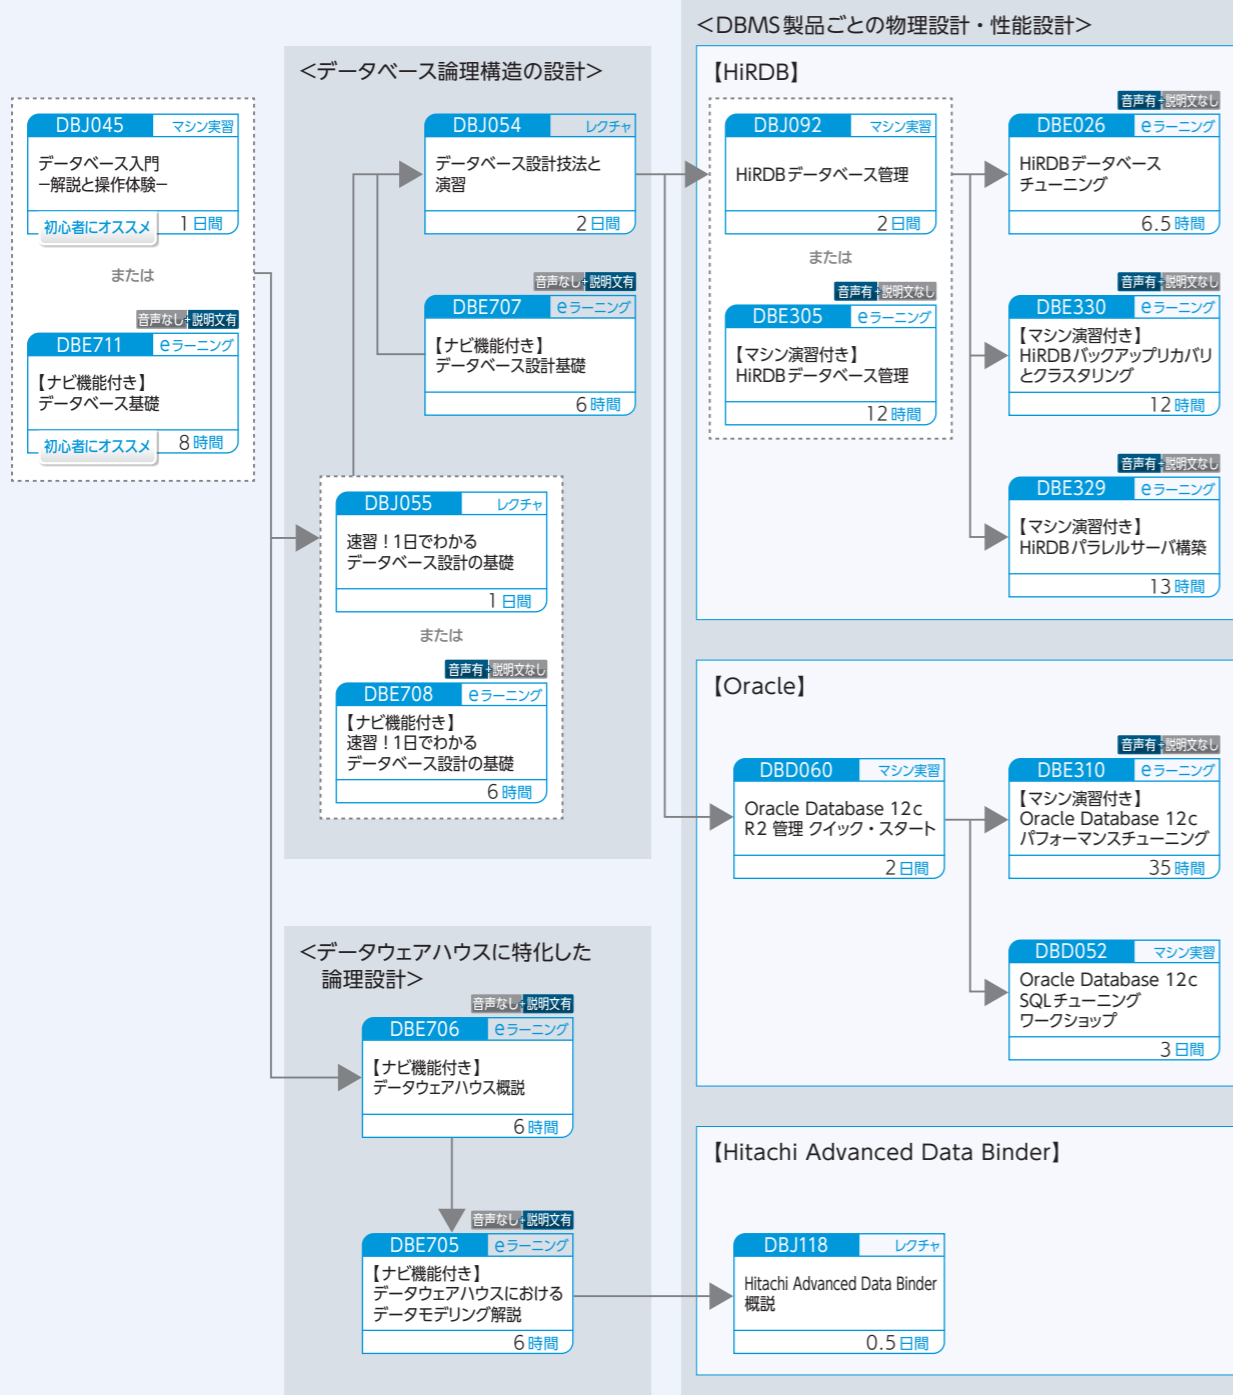 DBJ045 マシン実習
データベース入門
−解説と操作体験−
初心者にオススメ 1日間
または
音声なし+説明文有
DBE711 eラーニング
【ナビ機能付き】
データベース基礎
初心者にオススメ 8時間
<データベース論理構造の設計>
DBJ054 レクチャ
データベース設計技法と
演習
2日間
音声なし+説明文有
DBE707 eラーニング
【ナビ機能付き】
データベース設計基礎
6時間
DBJ055 レクチャ
速習！1日でわかる
データベース設計の基礎
1日間
または
音声有+説明文なし
DBE708 eラーニング
【ナビ機能付き】
速習！1日でわかる
データベース設計の基礎
6時間
<データウェアハウスに特化した
論理設計>
音声なし+説明文有
DBE706 eラーニング
【ナビ機能付き】
データウェアハウス概説
6時間
音声なし+説明文有
DBE705 eラーニング
【ナビ機能付き】
データウェアハウスにおける
データモデリング解説
6時間
<DBMS製品ごとの物理設計・性能設計>
【HiRDB】
DBJ092 マシン実習
HiRDBデータベース管理
2日間
または
音声有+説明文なし
DBE305 eラーニング
【マシン演習付き】
HiRDBデータベース管理
12時間
音声有+説明文なし
DBE026 eラーニング
HiRDBデータベース
チューニング
6.5時間
音声有+説明文なし
DBE330 eラーニング
【マシン演習付き】
HiRDBバックアップリカバリ
とクラスタリング
12時間
音声有+説明文なし
DBE329 eラーニング
【マシン演習付き】
HiRDBパラレルサーバ構築
13時間
【Oracle】
DBD060 マシン実習
Oracle Database 12c
R2 管理 クイック・スタート
2日間
音声有+説明文なし
DBE310 eラーニング
【マシン演習付き】
Oracle Database 12c
パフォーマンスチューニング
35時間
DBD052 マシン実習
Oracle Database 12c
SQLチューニング
ワークショップ
3日間
【Hitachi Advanced Data Binder】
DBJ118 レクチャ
Hitachi Advanced Data Binder
概説
0.5日間